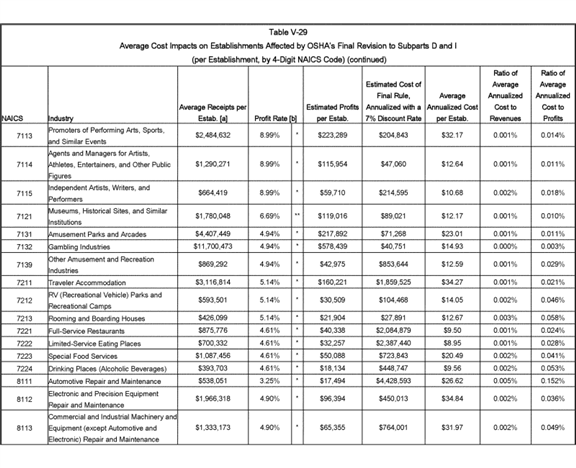 Table V-29
Average Cost Impacts on Establishments Affected by OSHA's Final Revision to Subparts D and I
(per Establishment, by 4-Digit NAICS Code) (continued)
NAICS Industry Average Receipts per Estab. [a] Profit Rate [b] Estimated Profits per Estab. Estimated Cost of Final Rule, Annualized with a 7% Discount Rate Average Annualized Cost per Estab. Ratio of Average Annualized Cost to Revenues Ratio of Average Annualized Cost to Profits
7113 Promoters of Performing Arts, Sports, and Similar Events $2,484,632 8.99% * $223,289 $204,843 $32.17 0.001% 0.014%
7114 Agents and Managers for Artists, Athletes, Entertainers, and Other Public Figures $1,290,271 8.99% * $115,954 $47,060 $12.64 0.001% 0.011%
7115 Independent Artists, Writers, and Performers $664,419 8.99% * $59,710 $214,595 $10.68 0.002% 0.018%
7121 Museums, Historical Sites, and Similar Institutions $1,780,048 6.69% ** $119,016 $89,021 $12.17 0.001% 0.010%
7131 Amusement Parks and Arcades $4,407,449 4.94% * $217,892 $71,268 $23.01 0.001% 0.011%
7132 Gambling Industries $11,700,473 4.94% * $578,439 $40,751 $14.93 0.000% 0.003%
7139 Other Amusement and Recreation Industries $869,292 4.94% * $42,975 $853,644 $12.59 0.001% 0.029%
7211 Traveler Accommodation $3,116,814 5.14% * $160,221 $1,859,525 $34.27 0.001% 0.021%
7212 RV (Recreational Vehicle) Parks and Recreational Camps $593,501 5.14% * $30,509 $104,468 $14.05 0.002% 0.046%
7213 Rooming and Boarding Houses $426,099 5.14% * $21,904 $27,891 $12.67 0.003% 0.058%
7221 Full-Service Restaurants $875,776 4.61% * $40,338 $2,084,879 $9.50 0.001% 0.024%
7222 Limited-Service Eating Places $700,332 4.61% * $32,257 $2,387,440 $8.95 0.001% 0.028%
7223 Special Food Services $1,087,456 4.61% * $50,088 $723,843 $20.49 0.002% 0.041%
7224 Drinking Places (Alcoholic Beverages) $393,703 4.61% * $18,134 $448,747 $9.56 0.002% 0.053%
8111 Automotive Repair and Maintenance $538,051 3.25% * $17,494 $4,428,593 $26.62 0.005% 0.152%
8112 Electronic and Precision Equipment Repair and Maintenance $1,966,318 4.90% * $96,394 $450,013 $34.84 0.002% 0.036%
8113 Commercial and Industrial Machinery and Equipment (except Automotive and Electronic) Repair and Maintenance $1,333,173 4.90% * $65,355 $764,001 $31.97 0.002% 0.049%